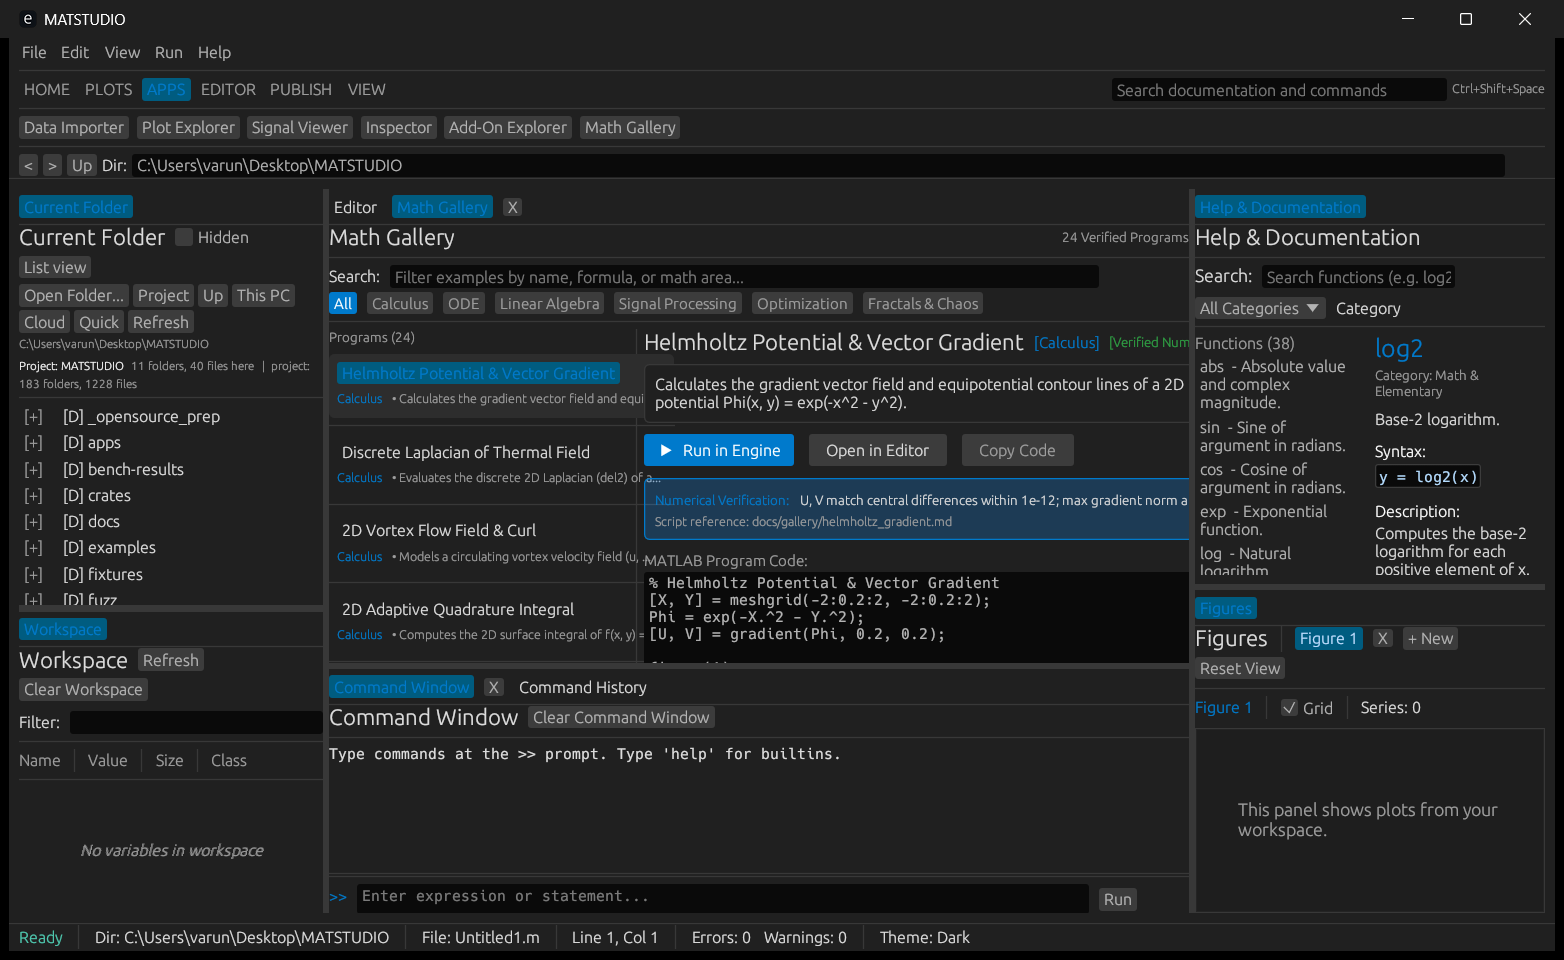 e MATSTUDIO
File Edit View Run Help
HOME PLOTS APPS EDITOR PUBLISH VIEW
Search documentation and commands Ctrl+Shift+Space
Data Importer Plot Explorer Signal Viewer Inspector Add-On Explorer Math Gallery
< > Up Dir: C:\Users\varun\Desktop\MATSTUDIO
Current Folder
Current Folder Hidden
List view
Open Folder... Project Up This PC
Cloud Quick Refresh
C:\Users\varun\Desktop\MATSTUDIO
Project: MATSTUDIO 11 folders, 40 files here | project:
183 folders, 1228 files
[+] [D] _opensource_prep
[+] [D] apps
[+] [D] bench-results
[+] [D] crates
[+] [D] docs
[+] [D] examples
[+] [D] fixtures
[+] [D] fuzz
Workspace
Workspace Refresh
Clear Workspace
Filter:
Name Value Size Class
No variables in workspace
Editor Math Gallery X
Math Gallery 24 Verified Programs
Search: Filter examples by name, formula, or math area...
All Calculus ODE Linear Algebra Signal Processing Optimization Fractals & Chaos
Programs (24)
Helmholtz Potential & Vector Gradient
Calculus • Calculates the gradient vector field and equi
Discrete Laplacian of Thermal Field
Calculus • Evaluates the discrete 2D Laplacian (del2) of a...
2D Vortex Flow Field & Curl
Calculus • Models a circulating vortex velocity field (u, .
2D Adaptive Quadrature Integral
Calculus • Computes the 2D surface integral of f(x, y) =
Helmholtz Potential & Vector Gradient [Calculus] [Verified Num
Calculates the gradient vector field and equipotential contour lines of a 2D
potential Phi(x, y) = exp(-x^2 - y^2).
▶ Run in Engine Open in Editor Copy Code
Numerical Verification: U, V match central differences within 1e-12; max gradient norm a
Script reference: docs/gallery/helmholtz_gradient.md
MATLAB Program Code:
% Helmholtz Potential & Vector Gradient
[X, Y] = meshgrid(-2:0.2:2, -2:0.2:2);
Phi = exp(-X.^2 - Y.^2);
[U, V] = gradient(Phi, 0.2, 0.2);
Command Window X Command History
Command Window Clear Command Window
Type commands at the >> prompt. Type 'help' for builtins.
>> Enter expression or statement... Run
Help & Documentation
Help & Documentation
Search: Search functions (e.g. log2
All Categories Category
Functions (38)
abs - Absolute value
and complex
magnitude.
sin - Sine of
argument in radians.
cos - Cosine of
argument in radians.
exp - Exponential
function.
log - Natural
logarithm
log2
Category: Math &
Elementary
Base-2 logarithm.
Syntax:
y = log2(x)
Description:
Computes the base-2
logarithm for each
positive element of x.
Figures
Figures Figure 1 X + New
Reset View
Figure 1 Grid Series: 0
This panel shows plots from your
workspace.
Ready Dir: C:\Users\varun\Desktop\MATSTUDIO File: Untitled1.m Line 1, Col 1 Errors: 0 Warnings: 0 Theme: Dark